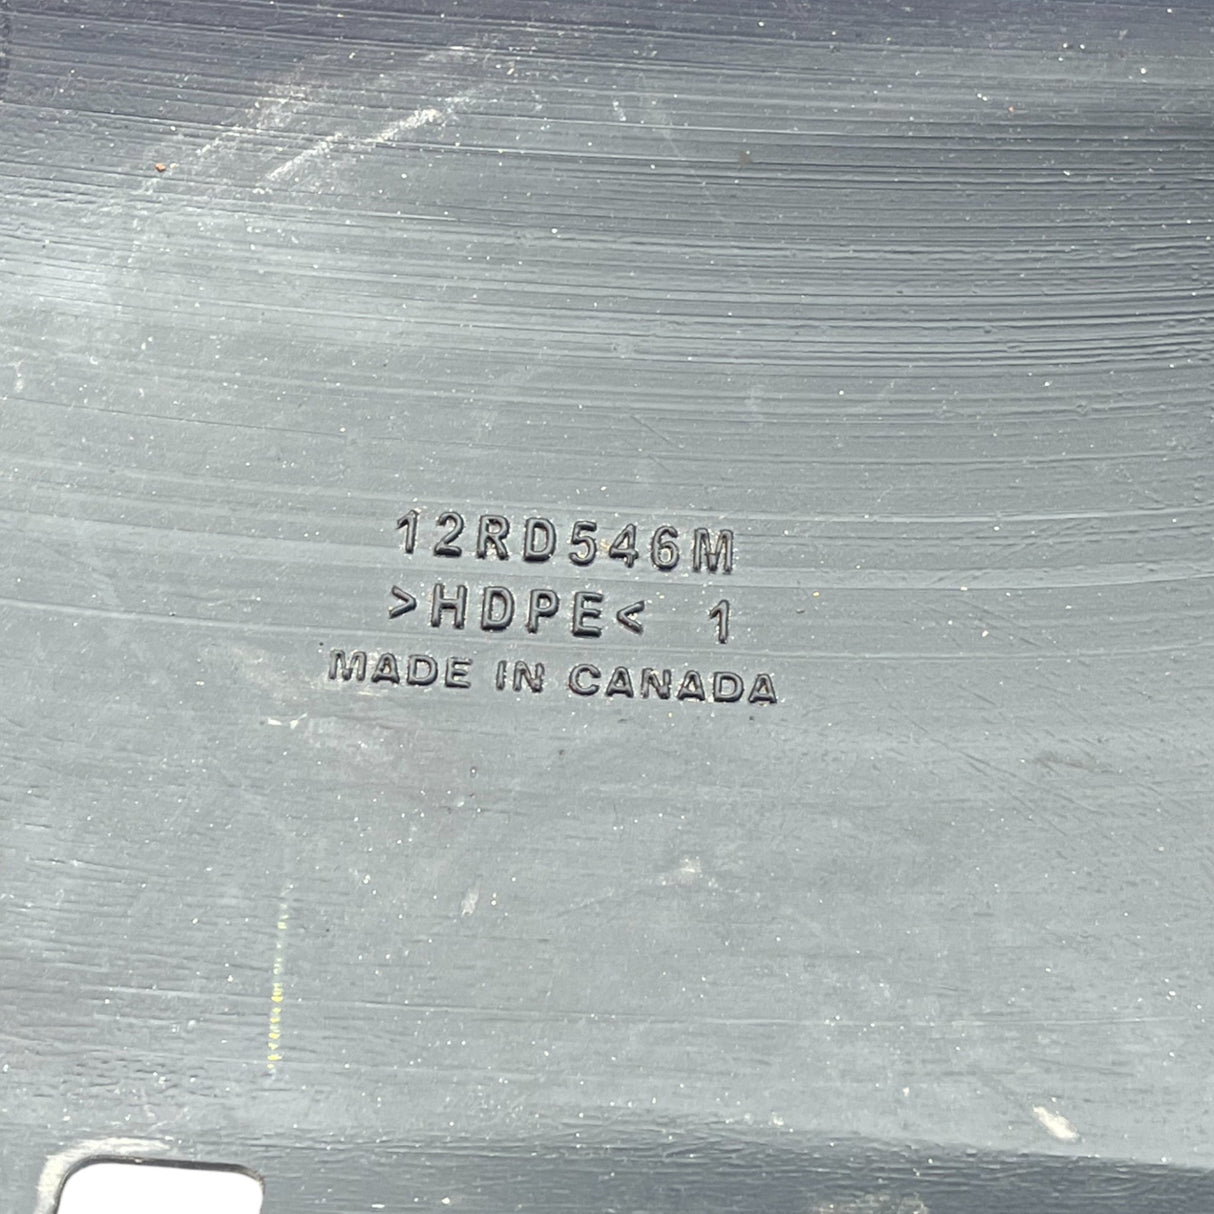 12RD546M
>HDPE< 1
MADE IN CANADA